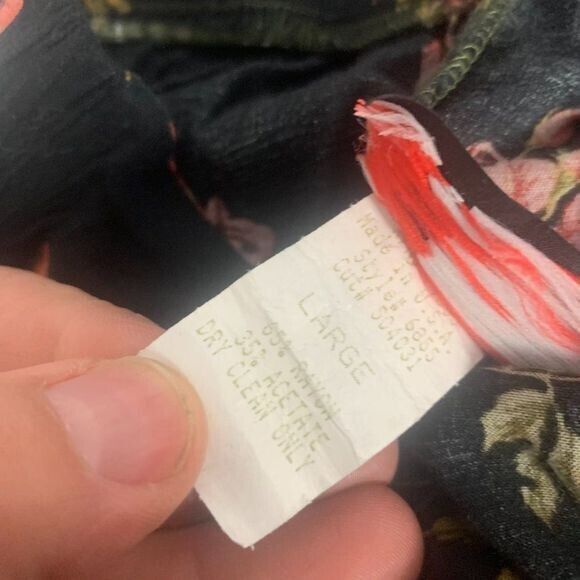 Made in U.S.A.
style# 6855
cut# 504031
LARGE
65% RAYON
35% ACETATE
DRY CLEAN ONLY